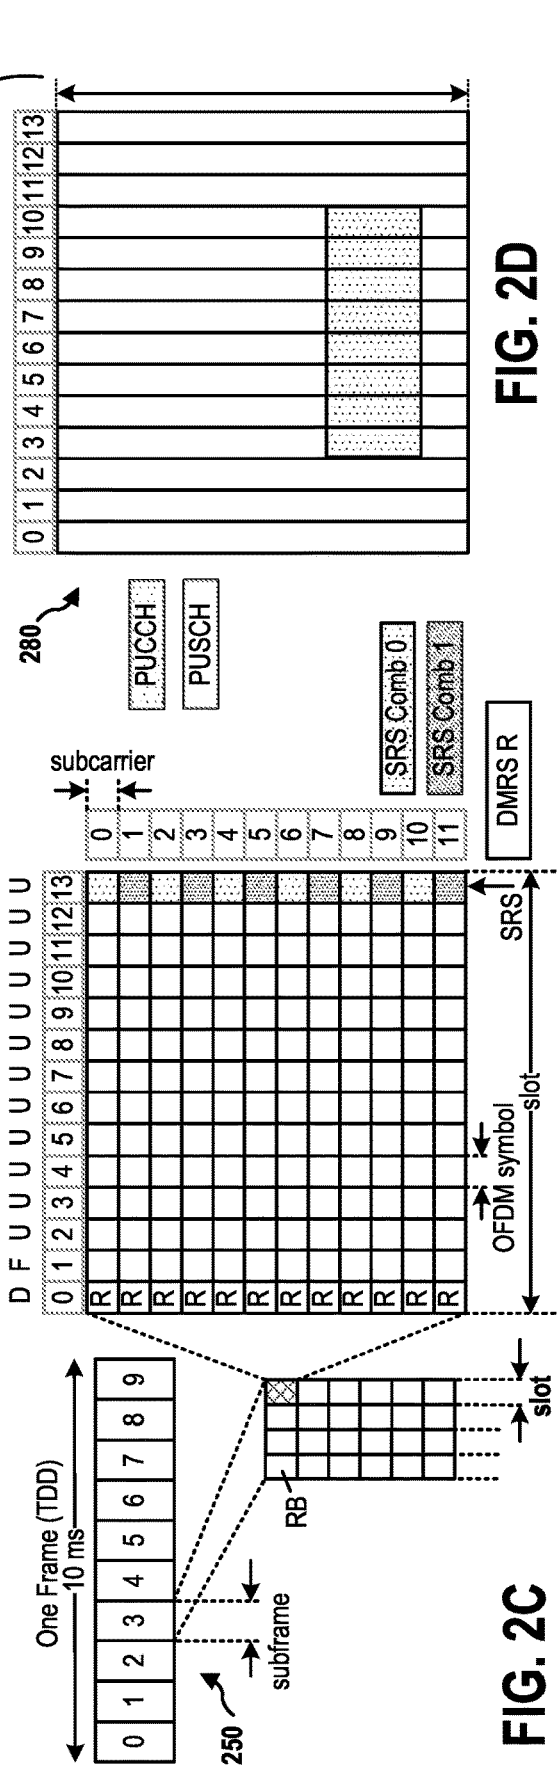 One Frame (TDD)
10 ms
0 1 2 3 4 5 6 7 8 9
subframe
250
RB
slot
D F U U U U U U U U U U U U
0 1 2 3 4 5 6 7 8 9 10 11 12 13
R
R
R
R
R
R
R
R
R
R
R
R
subcarrier
0
1
2
3
4
5
6
7
8
9
10
11
OFDM symbol
SRS
slot
SRS Comb 0
SRS Comb 1
DMRS R
FIG. 2C
280
PUCCH
PUSCH
0 1 2 3 4 5 6 7 8 9 10 11 12 13
FIG. 2D